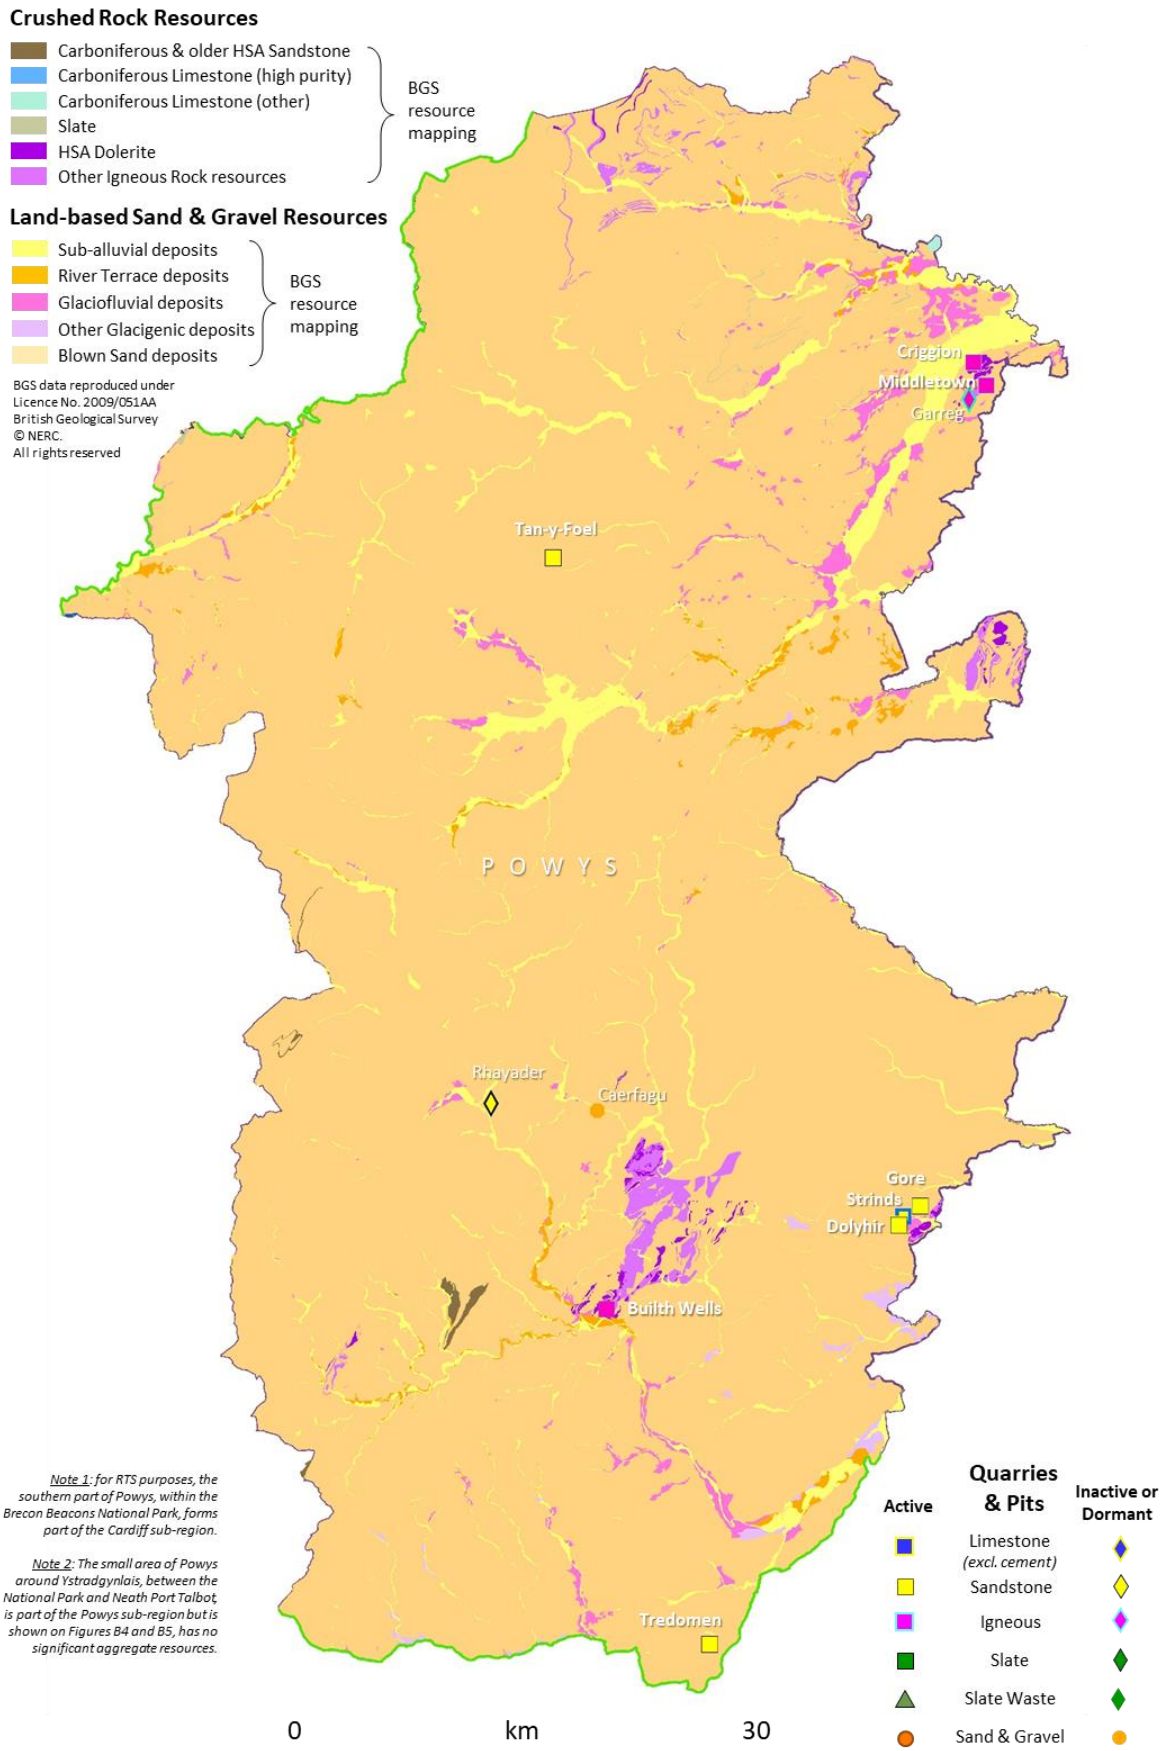 Crushed Rock Resources
Carboniferous & older HSA Sandstone
Carboniferous Limestone (high purity)
Carboniferous Limestone (other)
Slate
HSA Dolerite
Other Igneous Rock resources
BGS
resource
mapping
Land-based Sand & Gravel Resources
Sub-alluvial deposits
River Terrace deposits
Glaciofluvial deposits
Other Glacigenic deposits
Blown Sand deposits
BGS
resource
mapping
BGS data reproduced under
Licence No. 2009/051AA
British Geological Survey
© NERC.
All rights reserved
Criggion
Middletown
Garreg
Tan-y-Foel
POWYS
Rhayader
Caerfagu
Gore
Strinds
Dolyhir
Builth Wells
Tredomen
Note 1: for RTS purposes, the
southern part of Powys, within the
Brecon Beacons National Park, forms
part of the Cardiff sub-region.
Note 2: The small area of Powys
around Ystradgynlais, between the
National Park and Neath Port Talbot,
is part of the Powys sub-region but is
shown on Figures B4 and B5, has no
significant aggregate resources.
Quarries
& Pits
Active
Inactive or
Dormant
Limestone
(excl. cement)
Sandstone
Igneous
Slate
Slate Waste
Sand & Gravel
0 km 30